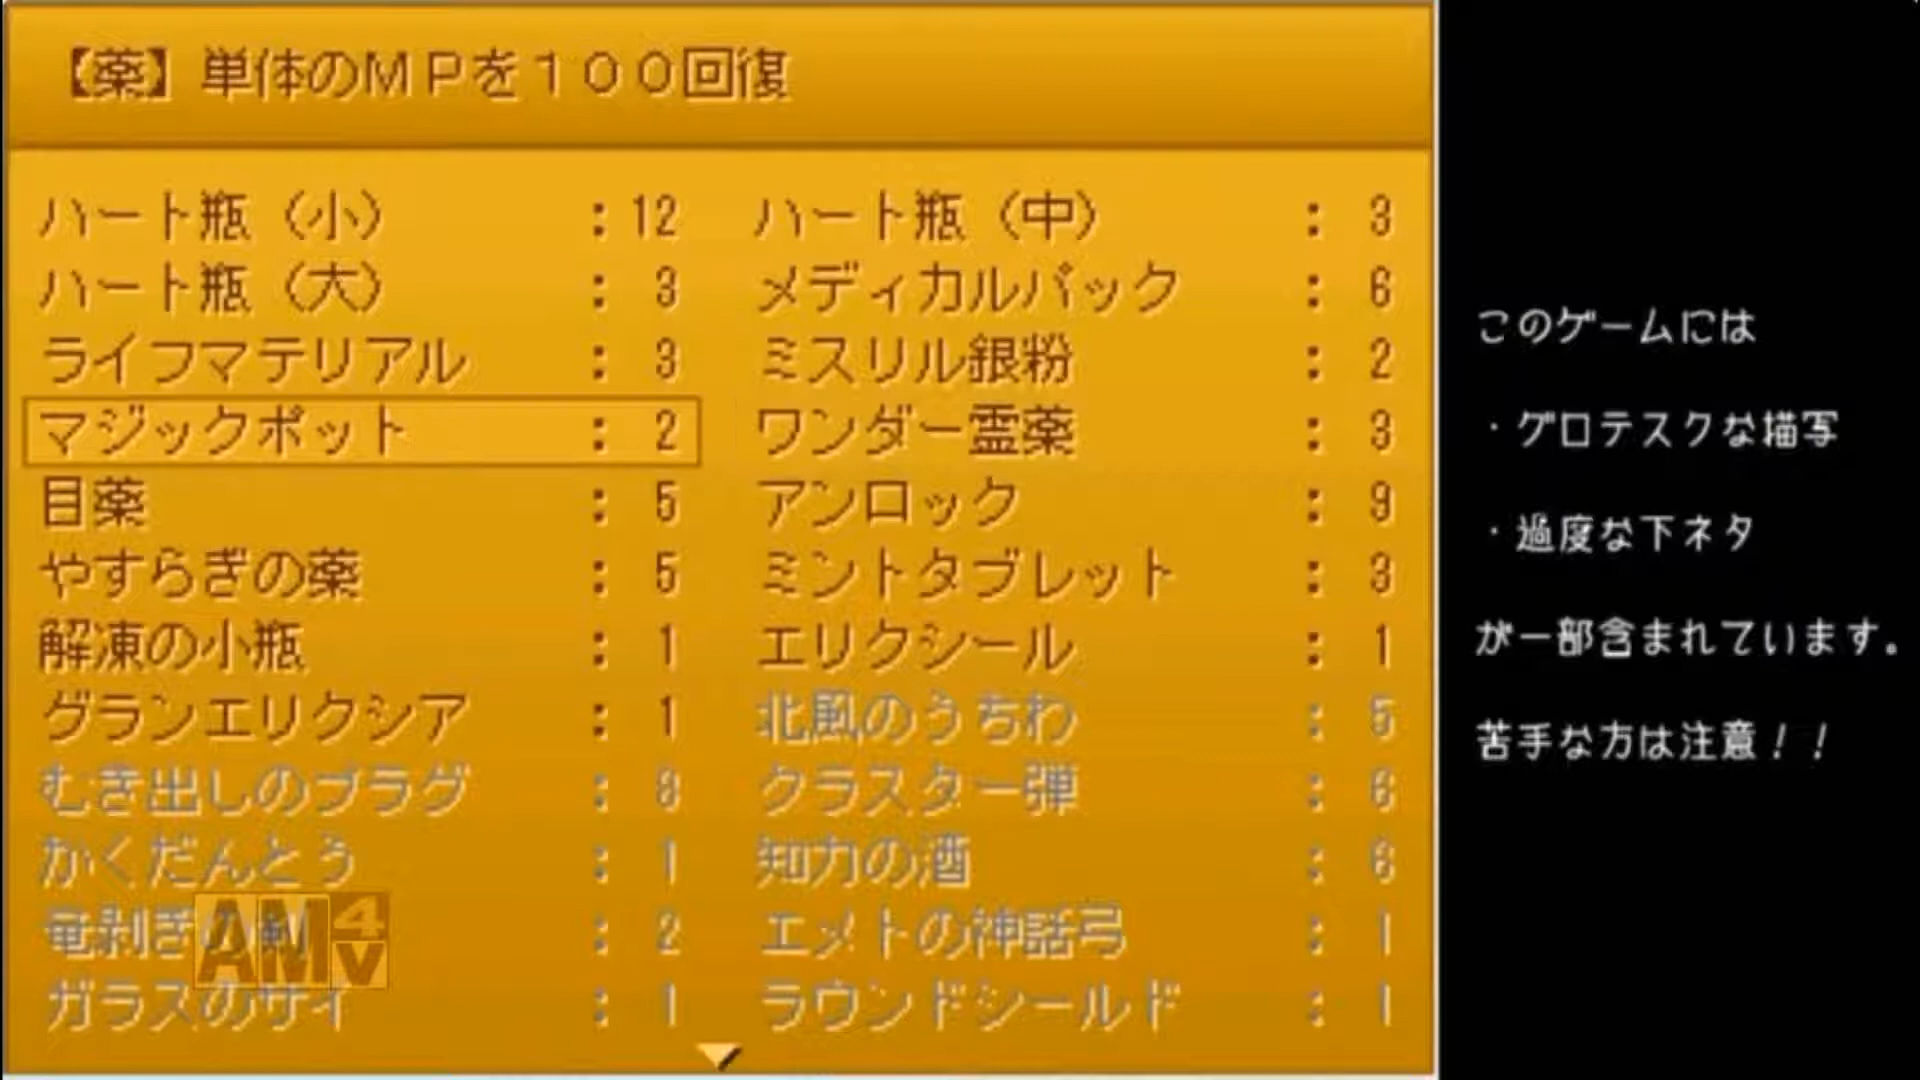 【薬】単体のＭＰを１００回復
ハート瓶（小） : 12 ハート瓶（中） : 3
ハート瓶（大） : 3 メディカルパック : 6
ライフマテリアル : 3 ミスリル銀粉 : 2
マジックポット : 2 ワンダー霊薬 : 3
目薬 : 5 アンロック : 9
やすらぎの薬 : 5 ミントタブレット : 3
解凍の小瓶 : 1 エリクシール : 1
グランエリクシア : 1 北風のうちわ : 5
むき出しのプラグ : 8 クラスター弾 : 6
かくだんとう : 1 知力の酒 : 6
竜剥ぎの剣 : 2 エメトの神話弓 : 1
ガラスのサイ : 1 ラウンドシールド : 1
AM4v
このゲームには
・グロテスクな描写
・過度な下ネタ
が一部含まれています。
苦手な方は注意！！